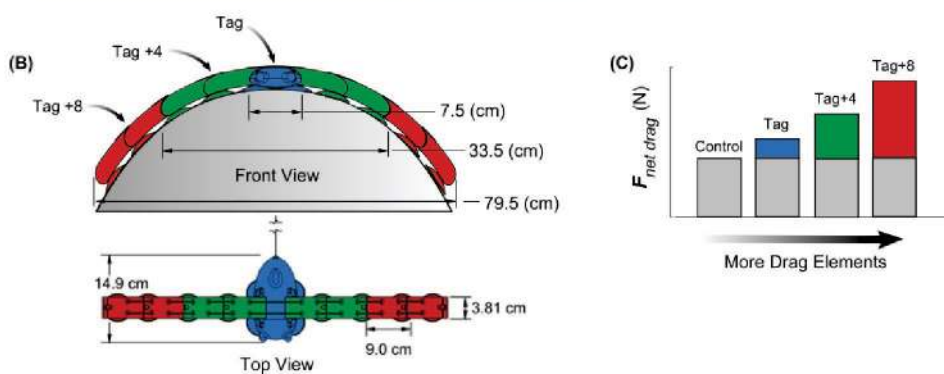 (B)
Tag
Tag +4
Tag +8
7.5 (cm)
33.5 (cm)
Front View
79.5 (cm)
14.9 cm
3.81 cm
9.0 cm
Top View
(C)
F net drag (N)
Control
Tag
Tag+4
Tag+8
More Drag Elements